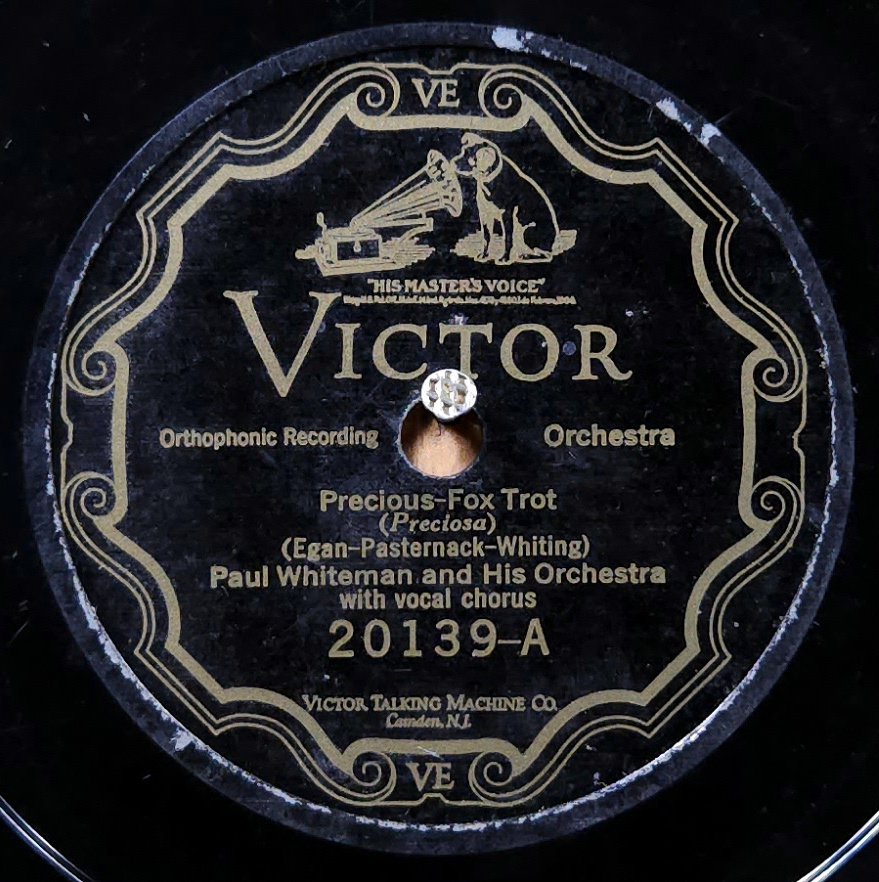 VE
"HIS MASTER'S VOICE"
VICTOR
Orthophonic Recording
Orchestra
Precious-Fox Trot
(Preciosa)
(Egan-Pasternack-Whiting)
Paul Whiteman and His Orchestra
with vocal chorus
20139-A
VICTOR TALKING MACHINE CO.
Camden, N.J.
VE